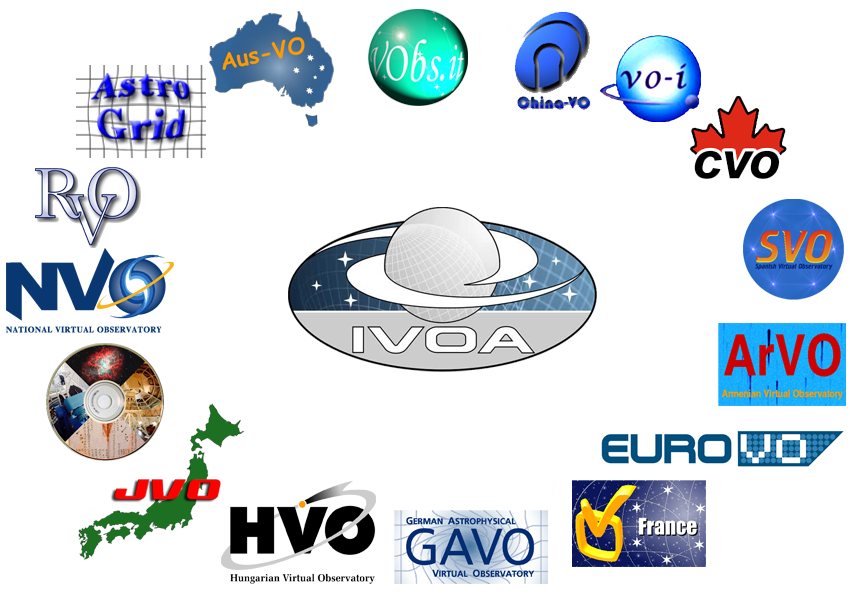 Aus-VO
VObs.it
China-VO
vo-i
Astro
Grid
CVO
RVO
SVO
Spanish Virtual Observatory
NVO
NATIONAL VIRTUAL OBSERVATORY
IVOA
ArVO
Armenian Virtual Observatory
EURO VO
JVO
HVO
Hungarian Virtual Observatory
GERMAN ASTROPHYSICAL
GAVO
VIRTUAL OBSERVATORY
France